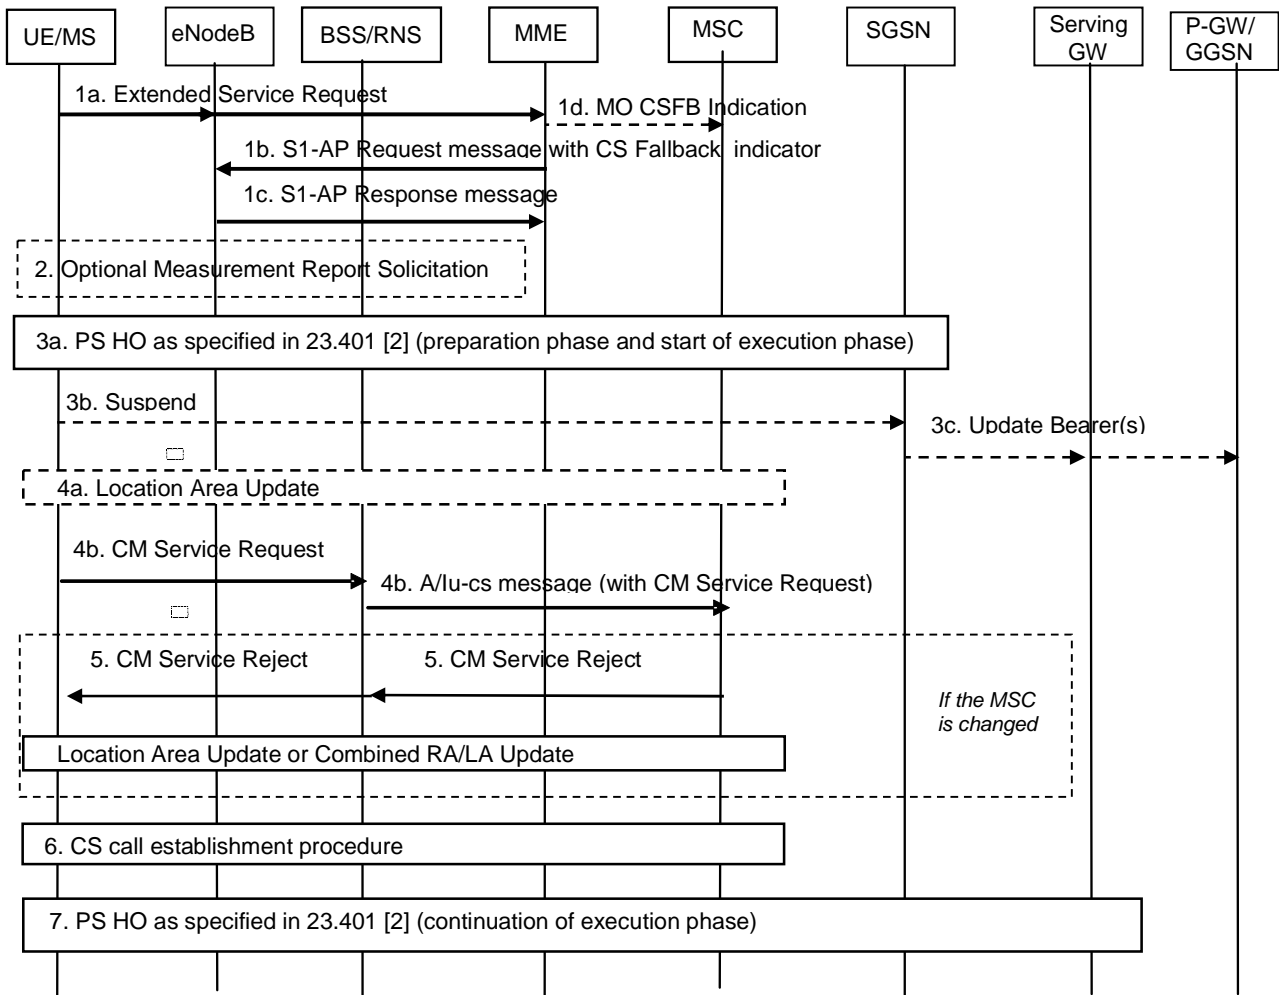 UE/MS
eNodeB
BSS/RNS
MME
MSC
SGSN
Serving
GW
P-GW/
GGSN
1a. Extended Service Request
1d. MO CSFB Indication
1b. S1-AP Request message with CS Fallback indicator
1c. S1-AP Response message
2. Optional Measurement Report Solicitation
3a. PS HO as specified in 23.401 [2] (preparation phase and start of execution phase)
3b. Suspend
3c. Update Bearer(s)
4a. Location Area Update
4b. CM Service Request
4b. A/Iu-cs message (with CM Service Request)
5. CM Service Reject
5. CM Service Reject
If the MSC
is changed
Location Area Update or Combined RA/LA Update
6. CS call establishment procedure
7. PS HO as specified in 23.401 [2] (continuation of execution phase)